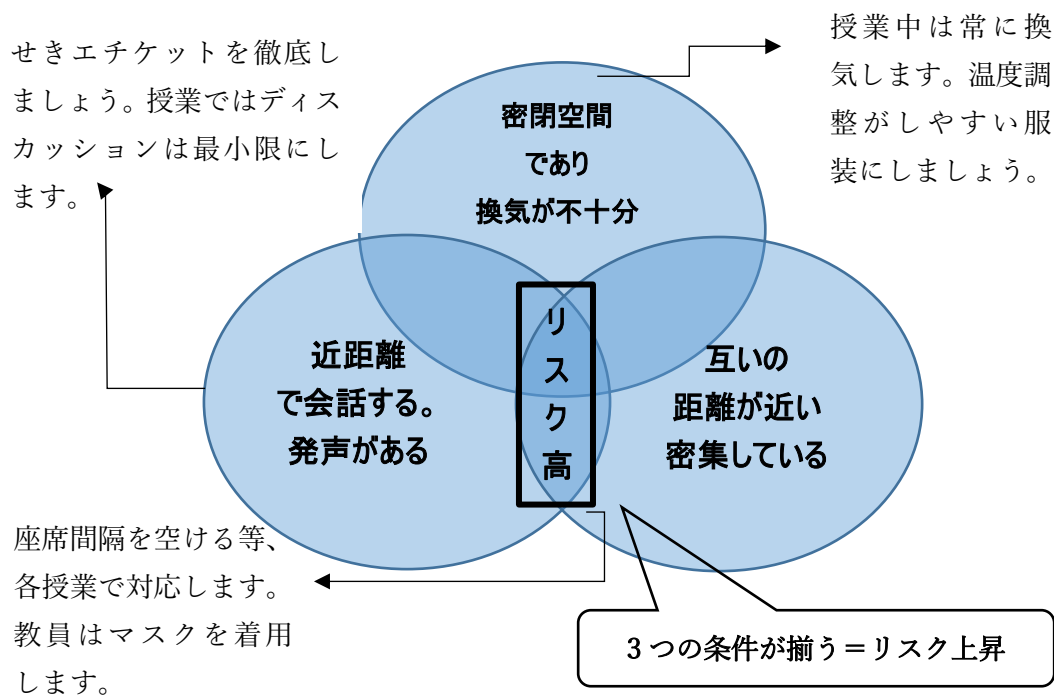 せきエチケットを徹底し
ましょう。授業ではディス
カッションは最小限にし
ます。
授業中は常に換
気します。温度調
整がしやすい服
装にしましょう。
密閉空間
であり
換気が不十分
近距離
で会話する。
発声がある
リスク高
互いの
距離が近い
密集している
座席間隔を空ける等、
各授業で対応します。
教員はマスクを着用
します。
3つの条件が揃う＝リスク上昇